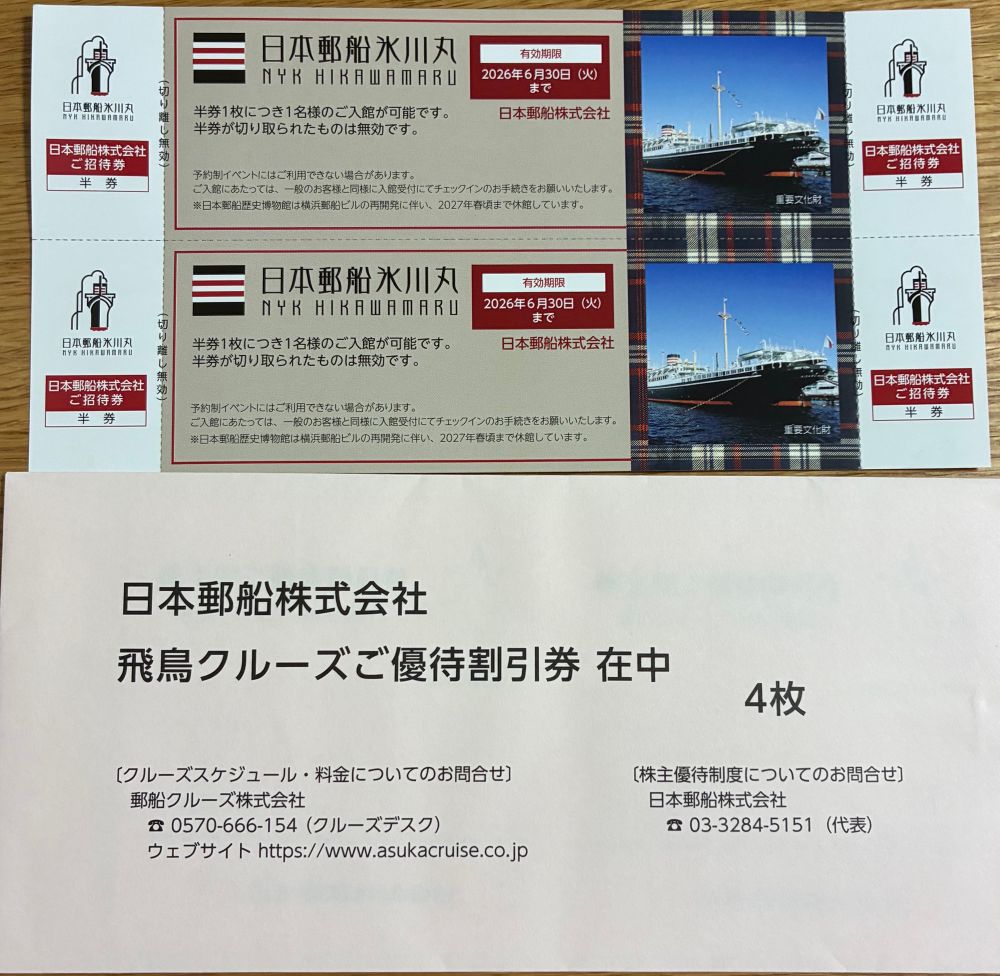 日本郵船氷川丸
NYK HIKAWAMARU
日本郵船株式会社
ご招待券
半 券
(切り離し無効)
日本郵船氷川丸
NYK HIKAWAMARU
有効期限
2026年6月30日（火）
まで
日本郵船株式会社
半券1枚につき1名様のご入館が可能です。
半券が切り取られたものは無効です。
予約制イベントにはご利用できない場合があります。
ご入館にあたっては、一般のお客様と同様に入館受付にてチェックインのお手続きをお願いいたします。
※日本郵船歴史博物館は横浜郵船ビルの再開発に伴い、2027年春頃まで休館しています。
重要文化財
(切り離し無効)
日本郵船氷川丸
NYK HIKAWAMARU
日本郵船株式会社
ご招待券
半 券
日本郵船氷川丸
NYK HIKAWAMARU
日本郵船株式会社
ご招待券
半 券
(切り離し無効)
日本郵船氷川丸
NYK HIKAWAMARU
有効期限
2026年6月30日（火）
まで
日本郵船株式会社
半券1枚につき1名様のご入館が可能です。
半券が切り取られたものは無効です。
予約制イベントにはご利用できない場合があります。
ご入館にあたっては、一般のお客様と同様に入館受付にてチェックインのお手続きをお願いいたします。
※日本郵船歴史博物館は横浜郵船ビルの再開発に伴い、2027年春頃まで休館しています。
重要文化財
(切り離し無効)
日本郵船氷川丸
NYK HIKAWAMARU
日本郵船株式会社
ご招待券
半 券
日本郵船株式会社
飛鳥クルーズご優待割引券 在中
4枚
〔クルーズスケジュール・料金についてのお問合せ〕
郵船クルーズ株式会社
☎ 0570-666-154（クルーズデスク）
ウェブサイト https://www.asukacruise.co.jp
〔株主優待制度についてのお問合せ〕
日本郵船株式会社
☎ 03-3284-5151（代表）